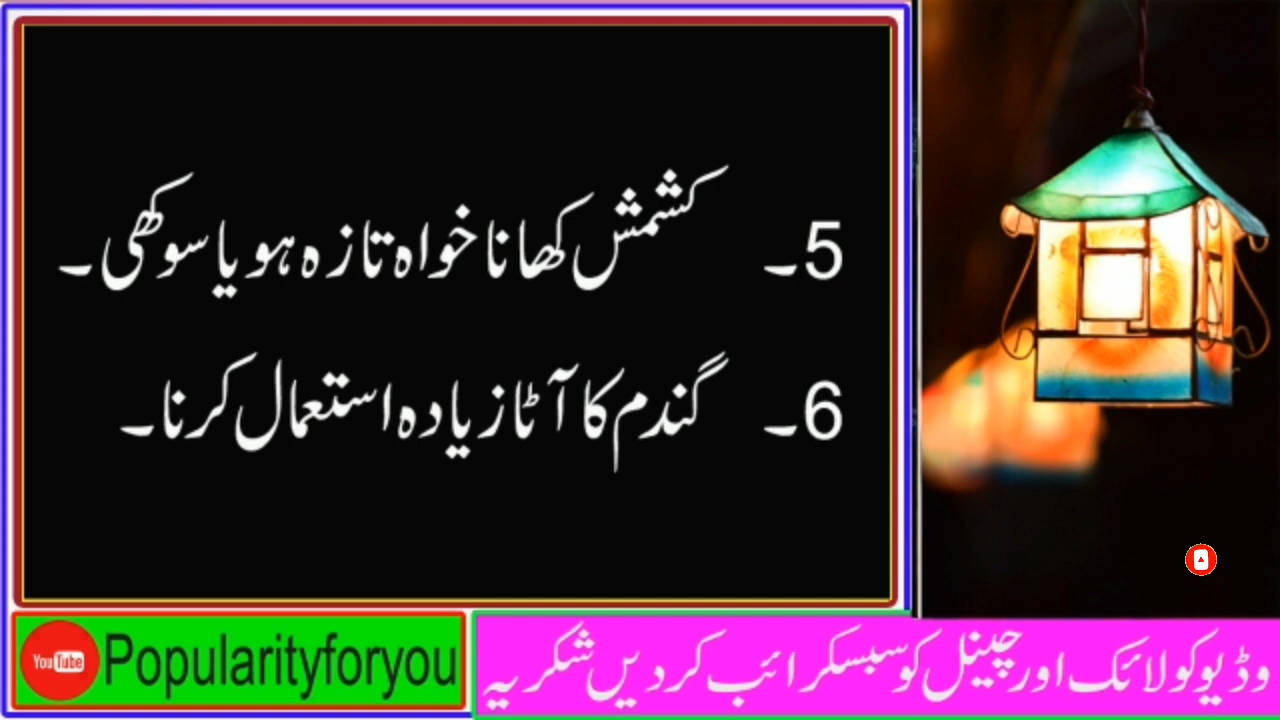 5۔ کشمش کھانا خواہ تازہ ہو یا سوکھی۔
6۔ گندم کا آٹا زیادہ استعمال کرنا۔
YouTube Popularityforyou
وڈیو کو لائک اور چینل کو سبسکرائب کر دیں شکریہ